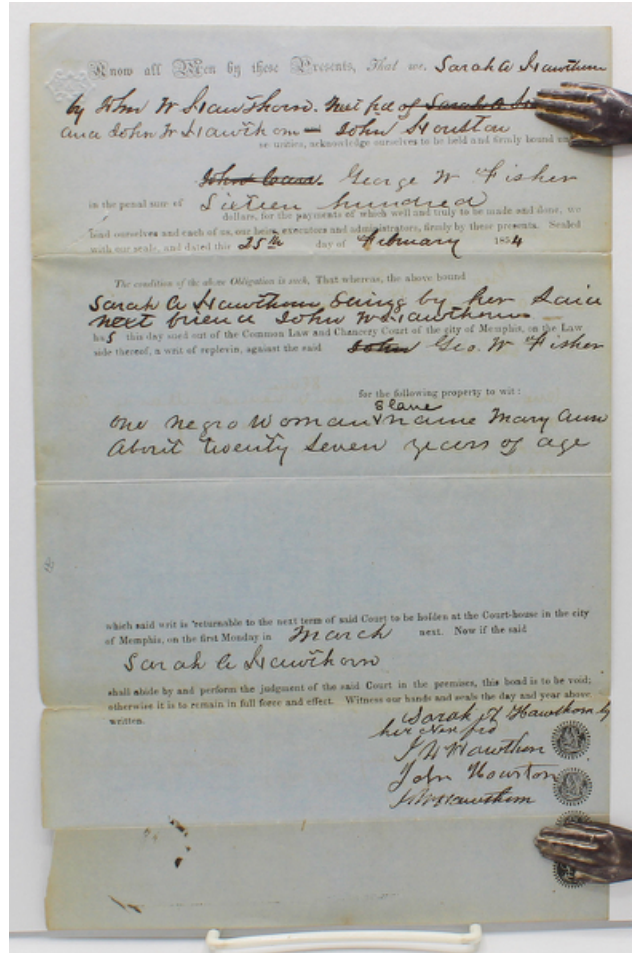 Know all Men by these Presents, That we, Sarah A Hawthorn
by John W Hawthorn. next frd of Sarah A
and John W Hawthorn John Houston
or unities, acknowledge ourselves to be held and firmly bound
George W Fisher
in the penal sum of Sixteen hundred
dollars, for the payments of which well and truly to be made and done, we
bind ourselves and each of us, our heirs, executors and administrators, firmly by these presents. Sealed
with our seals, and dated this 25th day of February 1854
The condition of the above Obligation is such, That whereas, the above bound
Sarah A Hawthorn Suing by her said
next friend John W Hawthorn
has this day sued out of the Common Law and Chancery Court of the city of Memphis, on the Law
side thereof, a writ of replevin, against the said John Geo. W Fisher
for the following property to wit:
Slave
One negro Woman name Mary Ann
About twenty Seven years of age
which said writ is returnable to the next term of said Court to be holden at the Court-house in the city
of Memphis, on the first Monday in March next. Now if the said
Sarah A Hawthorn
shall abide by and perform the judgment of the said Court in the premises, this bond is to be void;
otherwise it is to remain in full force and effect. Witness our hands and seals the day and year above
written.
Sarah A Hawthorn by
her next frd
J W Hawthorn
John Houston
J W Hawthorn